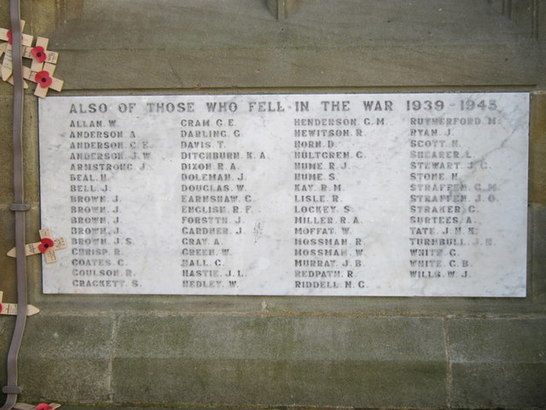 ALSO OF THOSE WHO FELL IN THE WAR 1939-1945
ALLAN. W.
ANDERSON. A.
ANDERSON. C.E.
ANDERSON. J.W.
ARMSTRONG. J.
BEAL. H.
BELL. J.
BROWN. J.
BROWN. J.
BROWN. J.
BROWN. J.
BROWN. J.S.
CHRISP. R.
COATES. C.
COULSON. R.
CRACKETT. S.
CRAM. C.E.
DARLING. G.
DAVIS. T.
DITCHBURN. K.A.
DIXON. R.A.
DOLEMAN. J.
DOUGLAS. W.
EARNSHAW. C.
ENGLISH. R.F.
FORSYTH. J.
GARDNER. J.
GRAY. A.
GREEN. W.
HALL. C.
HASTIE. J.L.
HEDLEY. W.
HENDERSON. G.M.
HEWITSON. R.
HORN. D.
HULTGREN. C.
HUME. R.J.
HUME. S.
KAY. R.M.
LISLE. R.
LOCKEY. S.
MILLER. R.A.
MOFFAT. W.
MOSSMAN. R.
MOSSMAN. W.
MURRAY. J.B.
REDPATH. R.
RIDDELL. N.C.
RUTHERFORD. M.
RYAN. J.
SCOTT. H.
SHEARER. L.
STEWART. J.C.
STONE. H.
STRAFFEN. G.M.
STRAFFEN. J.O.
STRAKER. C.
SURTEES. A.
TATE. J.H.N.
TURNBULL. J.H.
WHITE. C.
WHITE. C.B.
WILLS. W.J.